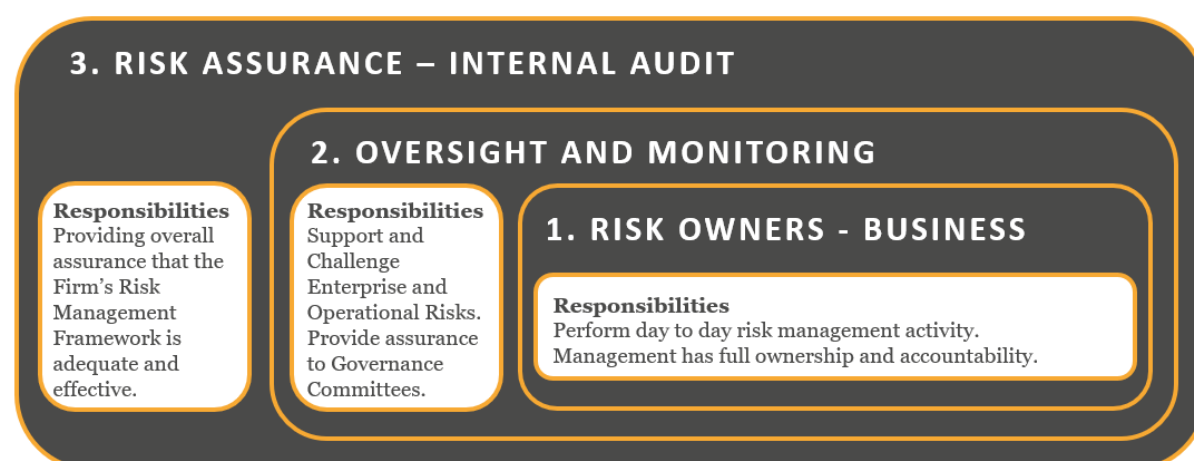 3. RISK ASSURANCE – INTERNAL AUDIT
2. OVERSIGHT AND MONITORING
1. RISK OWNERS - BUSINESS
Responsibilities
Providing overall
assurance that the
Firm’s Risk
Management
Framework is
adequate and
effective.
Responsibilities
Support and
Challenge
Enterprise and
Operational Risks.
Provide assurance
to Governance
Committees.
Responsibilities
Perform day to day risk management activity.
Management has full ownership and accountability.